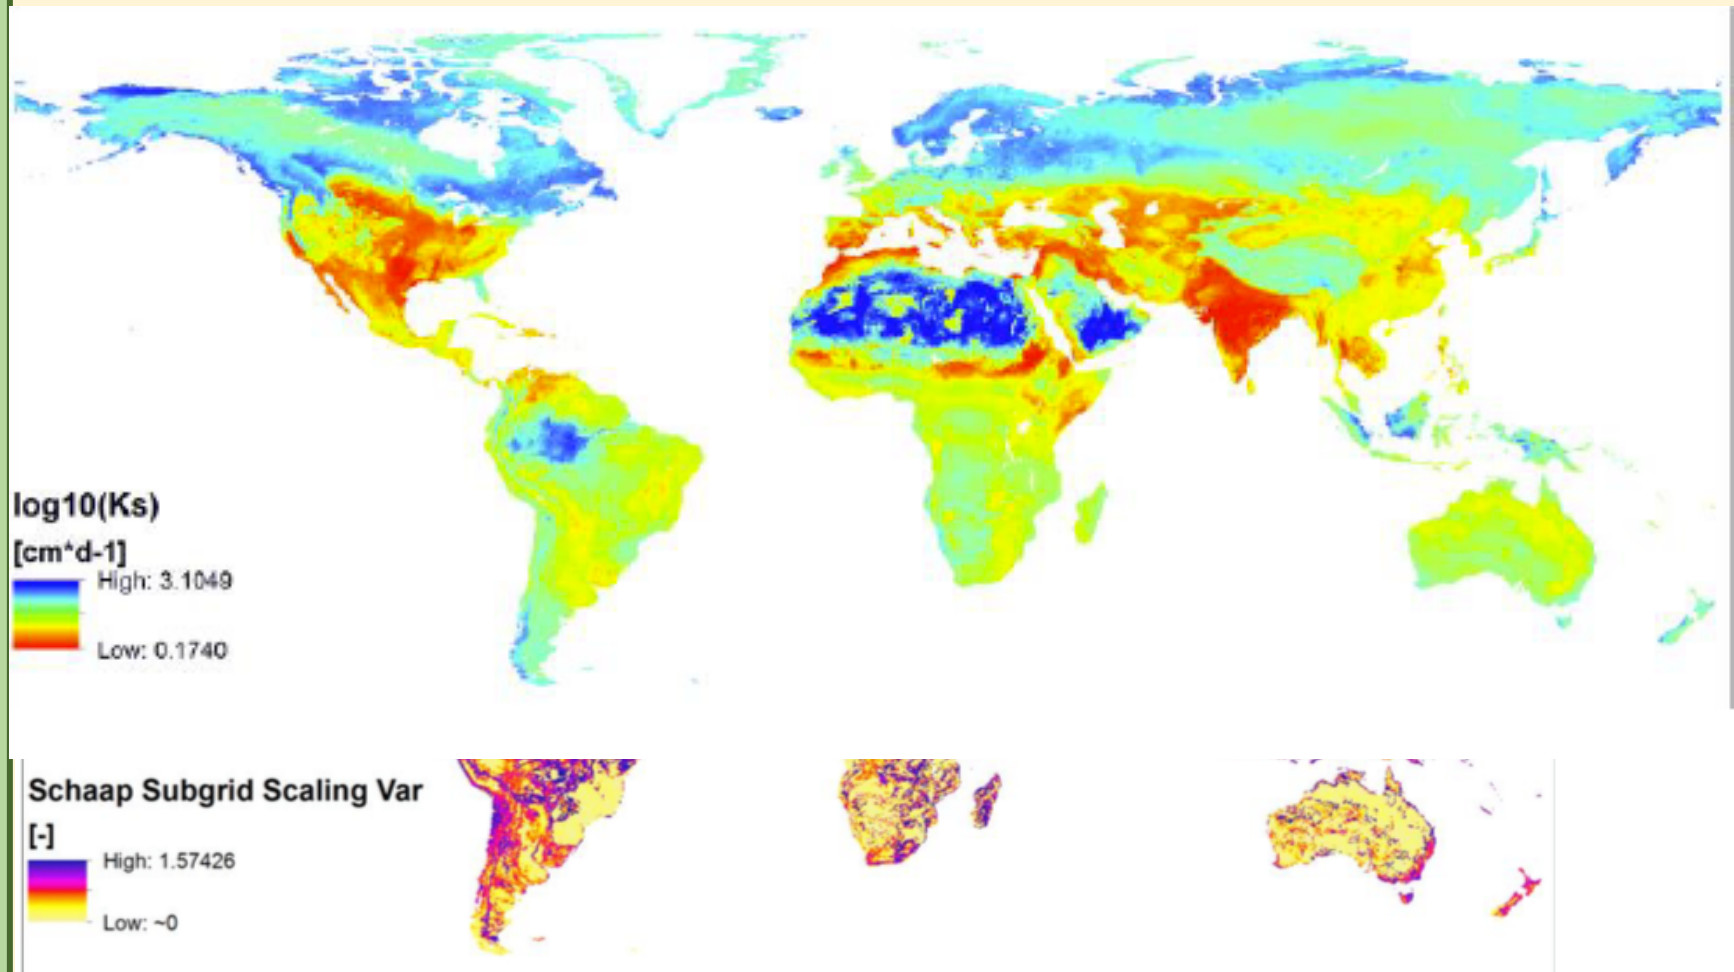 log10(Ks)
[cm*d-1]
High: 3.1049
Low: 0.1740
Schaap Subgrid Scaling Var
[-]
High: 1.57426
Low: ~0